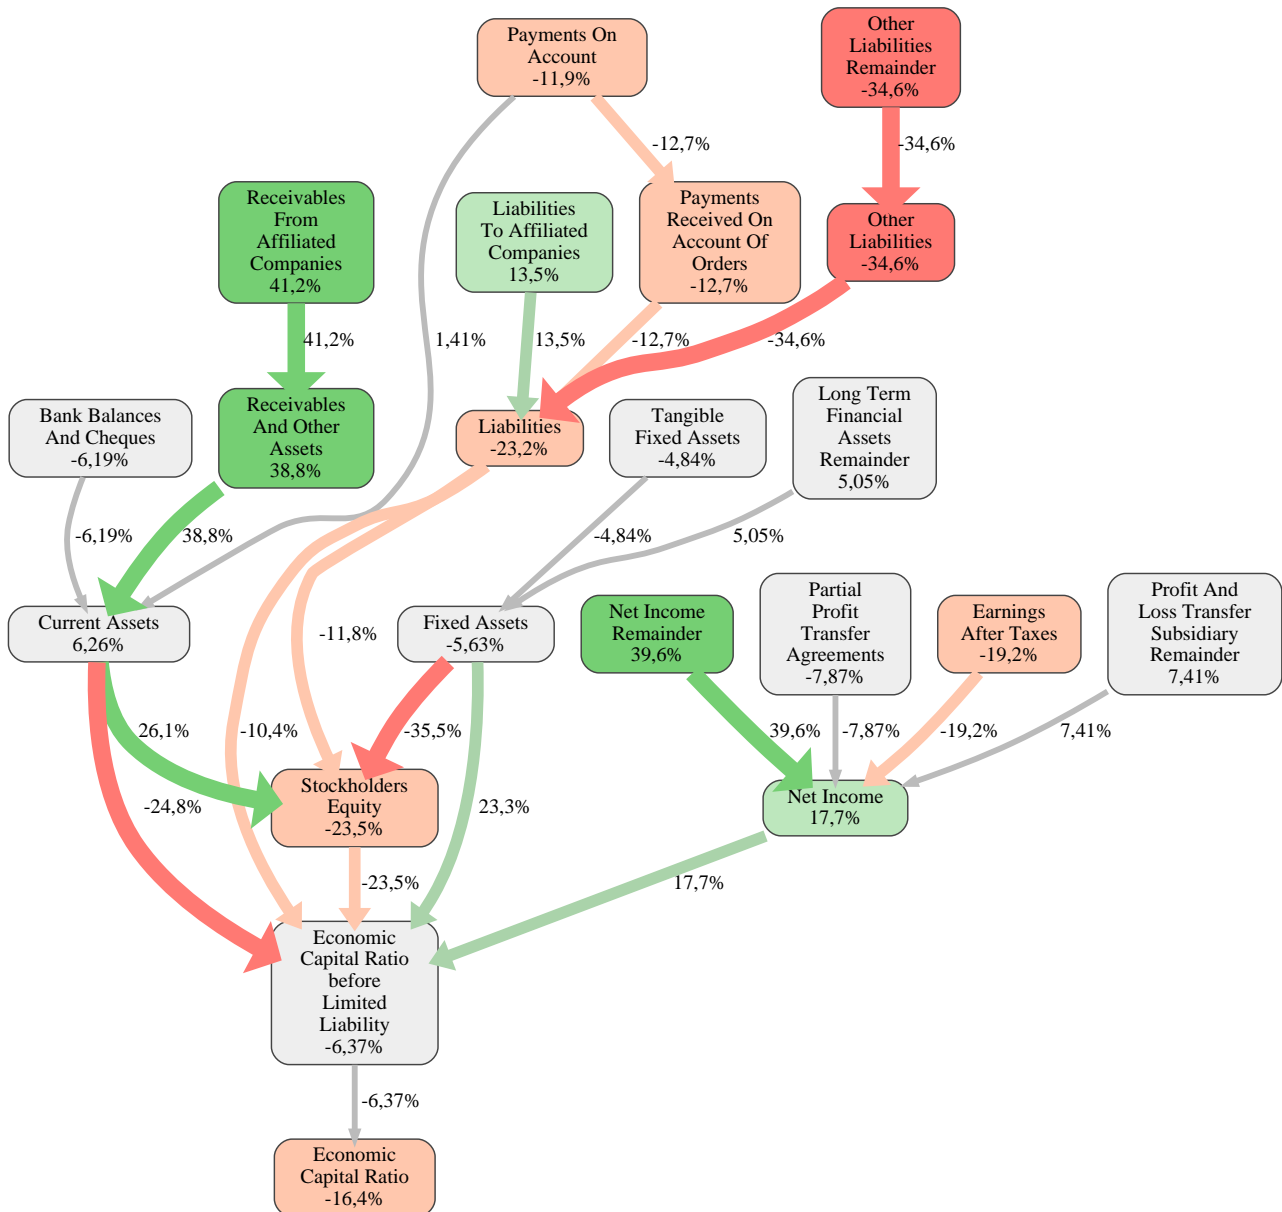 Payments On
Account
-11,9%
Other
Liabilities
Remainder
-34,6%
-12,7%
-34,6%
Receivables
From
Affiliated
Companies
41,2%
Liabilities
To Affiliated
Companies
13,5%
Payments
Received On
Account Of
Orders
-12,7%
Other
Liabilities
-34,6%
41,2%
1,41%
13,5%
-12,7%
-34,6%
Bank Balances
And Cheques
-6,19%
Receivables
And Other
Assets
38,8%
Liabilities
-23,2%
Tangible
Fixed Assets
-4,84%
Long Term
Financial
Assets
Remainder
5,05%
-6,19%
38,8%
-4,84%
5,05%
Current Assets
6,26%
-11,8%
Fixed Assets
-5,63%
Net Income
Remainder
39,6%
Partial
Profit
Transfer
Agreements
-7,87%
Earnings
After Taxes
-19,2%
Profit And
Loss Transfer
Subsidiary
Remainder
7,41%
26,1%
-10,4%
-35,5%
39,6%
-7,87%
-19,2%
7,41%
-24,8%
Stockholders
Equity
-23,5%
23,3%
Net Income
17,7%
-23,5%
17,7%
Economic
Capital Ratio
before
Limited
Liability
-6,37%
-6,37%
Economic
Capital Ratio
-16,4%